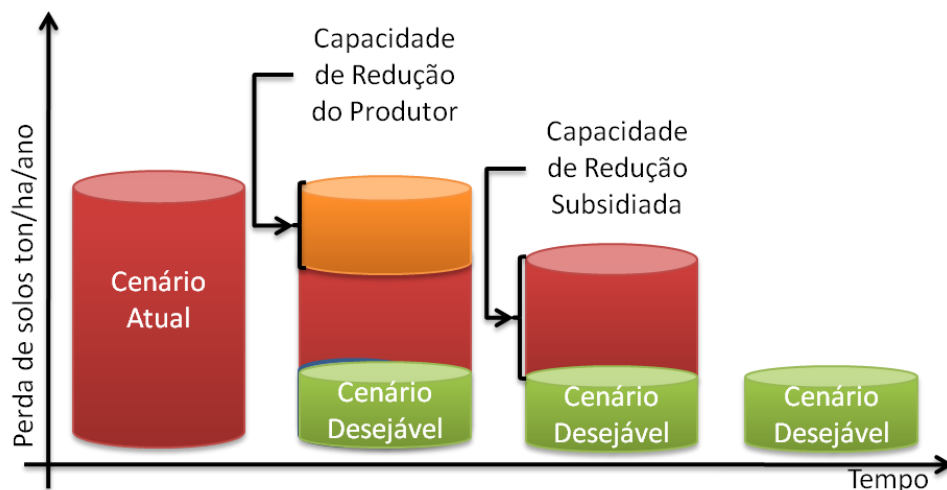 Perda de solos ton/ha/ano
Capacidade
de Redução
do Produtor
Capacidade
de Redução
Subsidiada
Cenário
Atual
Cenário
Desejável
Cenário
Desejável
Cenário
Desejável
Tempo